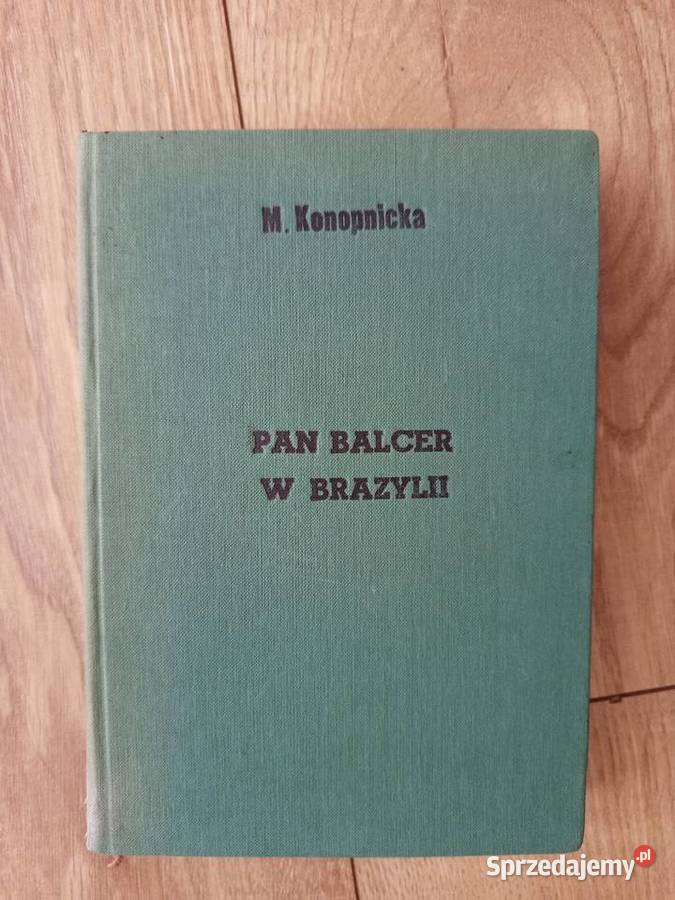 M. Konopnicka
PAN BALCER
W BRAZYLII
Sprzedajemy.pl